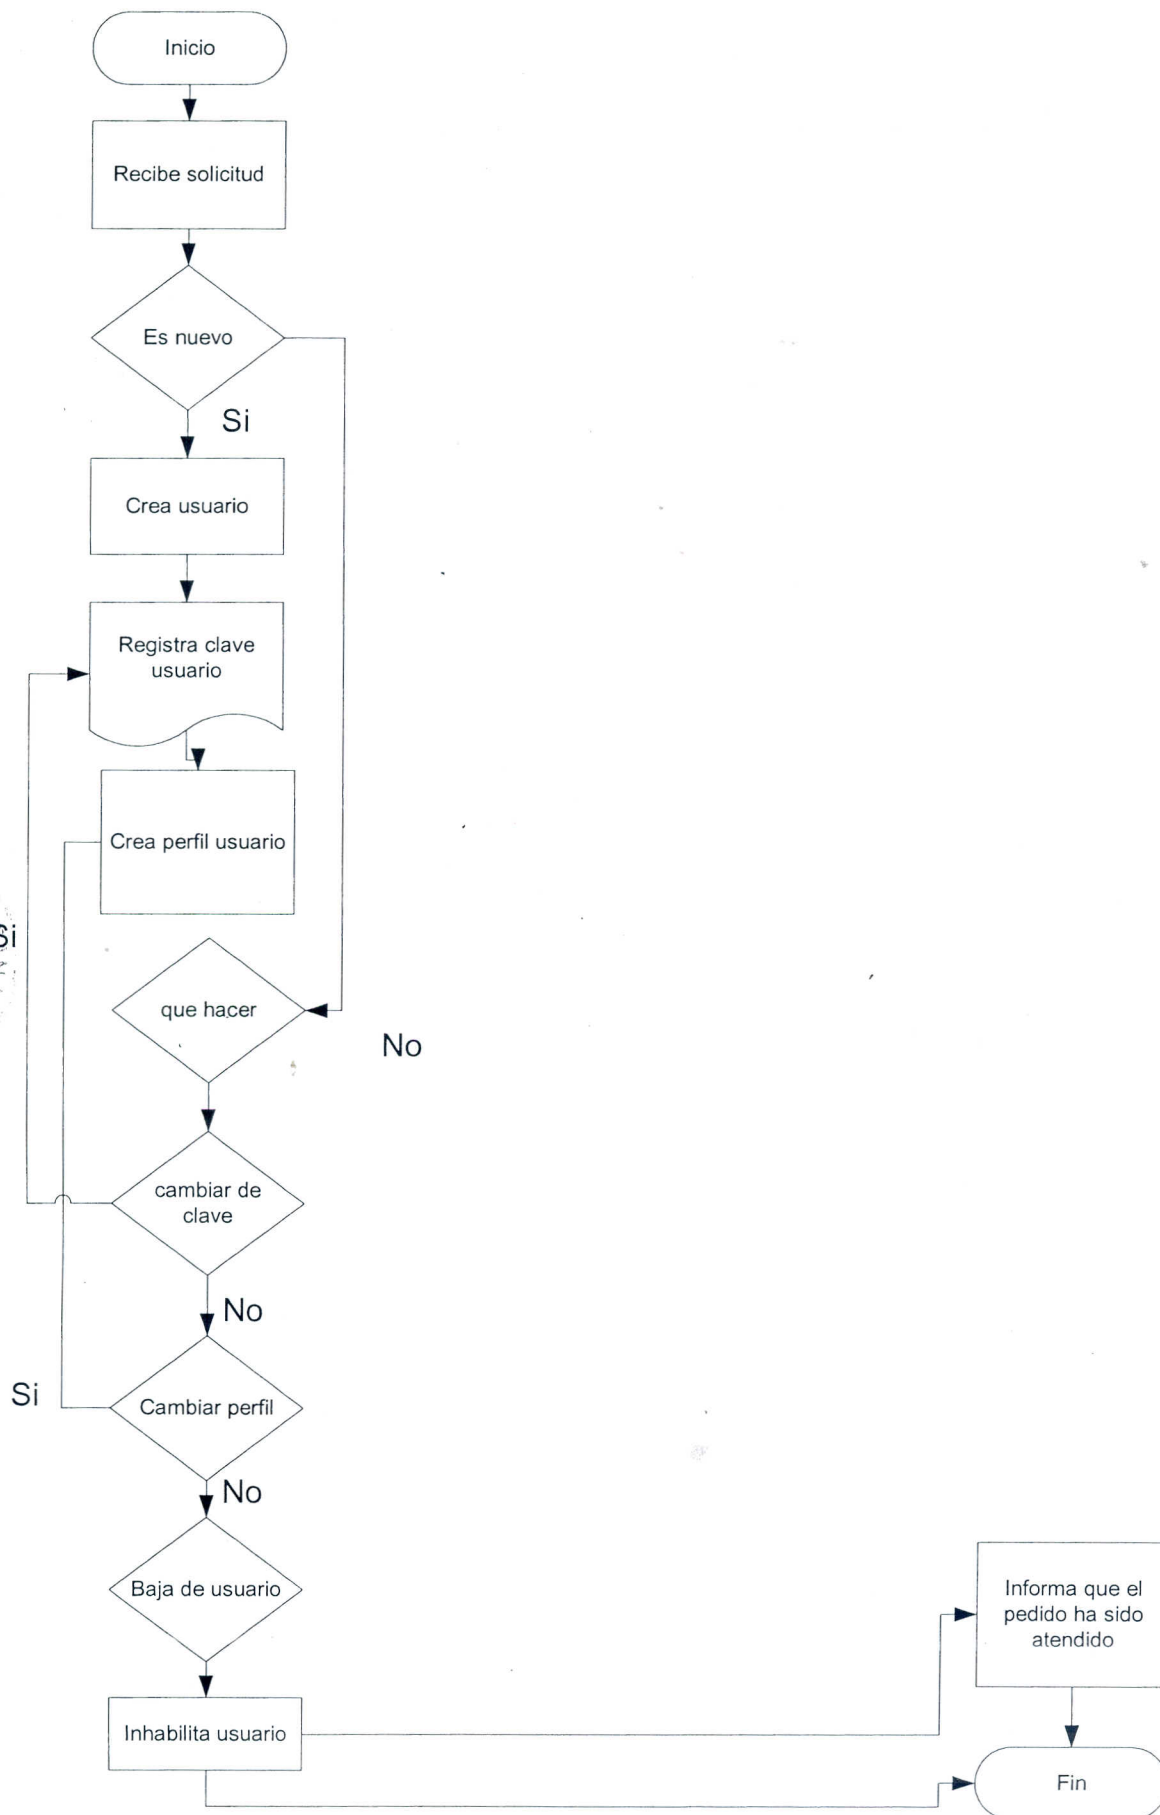 Inicio
Recibe solicitud
Es nuevo
Si
Crea usuario
Registra clave
usuario
Crea perfil usuario
Si
que hacer
No
cambiar de
clave
No
Si
Cambiar perfil
No
Baja de usuario
Informa que el
pedido ha sido
atendido
Inhabilita usuario
Fin